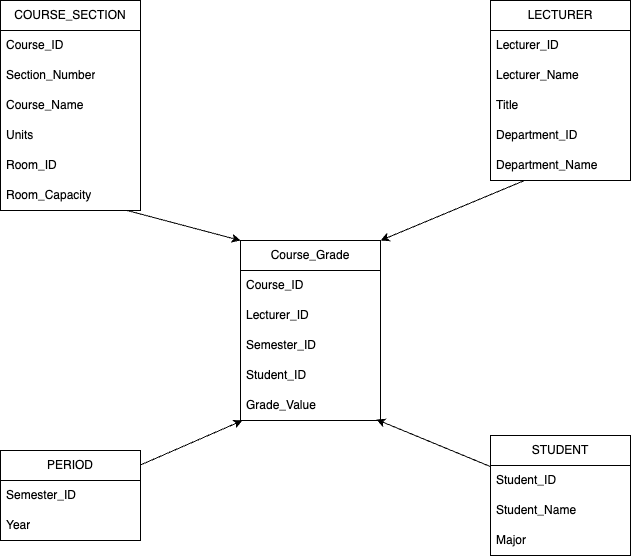 COURSE_SECTION
Course_ID
Section_Number
Course_Name
Units
Room_ID
Room_Capacity
LECTURER
Lecturer_ID
Lecturer_Name
Title
Department_ID
Department_Name
Course_Grade
Course_ID
Lecturer_ID
Semester_ID
Student_ID
Grade_Value
PERIOD
Semester_ID
Year
STUDENT
Student_ID
Student_Name
Major